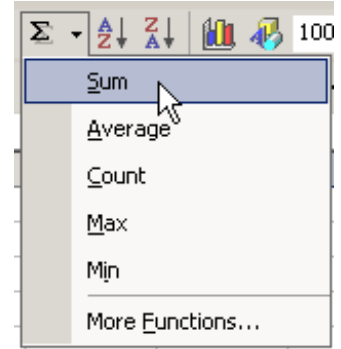 Σ A Z Z A 100
Sum
Average
Count
Max
Min
More Functions...